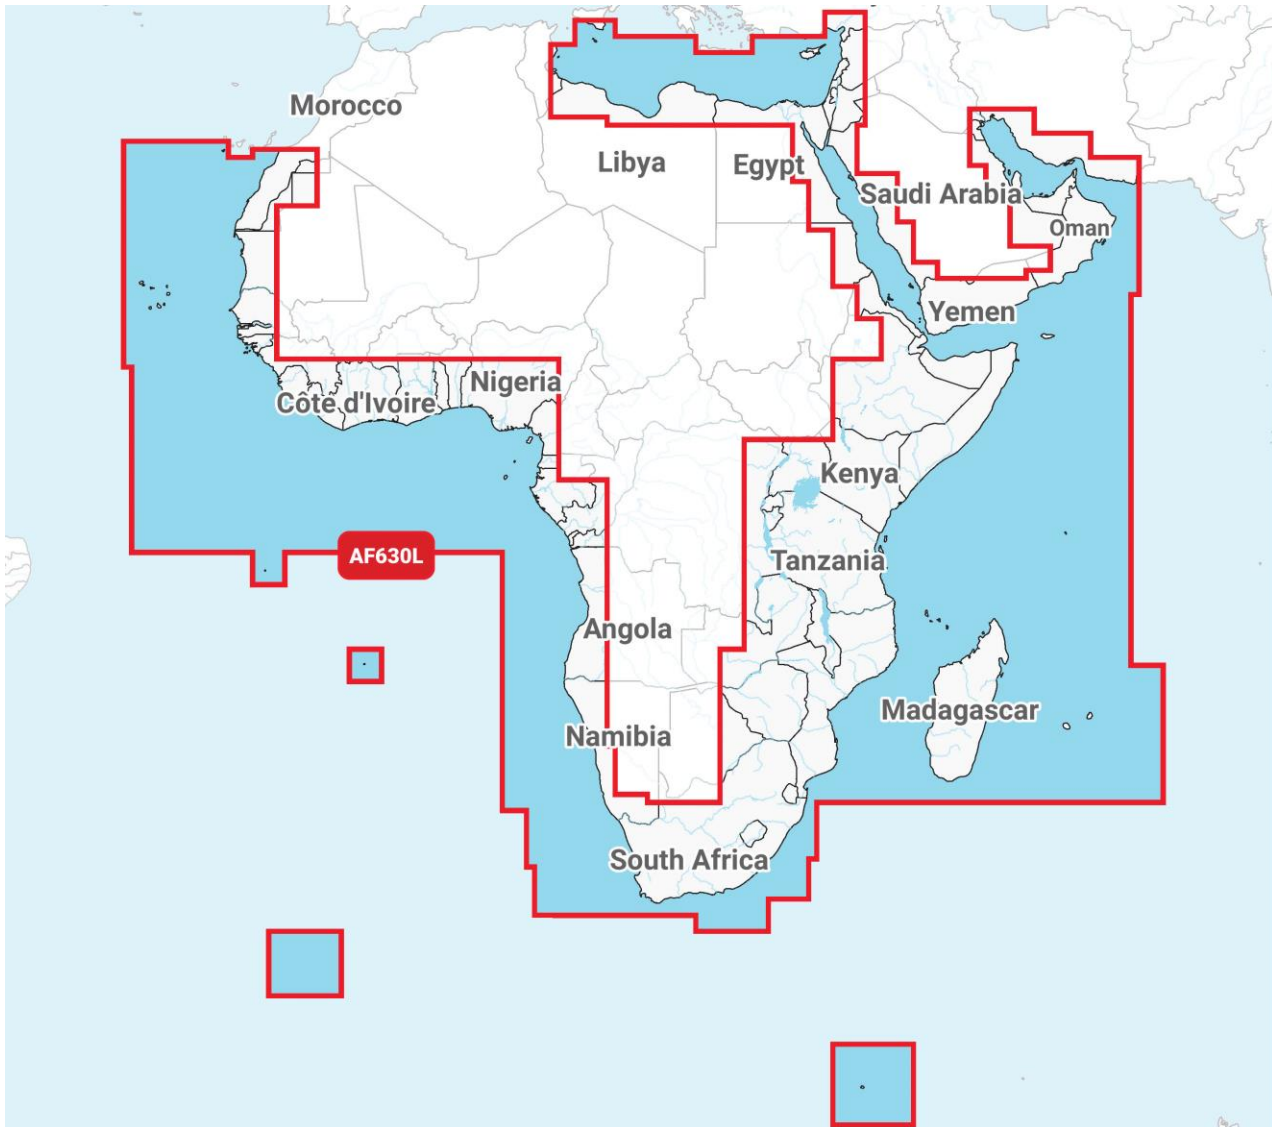 Morocco
Libya
Egypt
Saudi Arabia
Oman
Yemen
Nigeria
Côte d'Ivoire
Kenya
AF630L
Tanzania
Angola
Madagascar
Namibia
South Africa